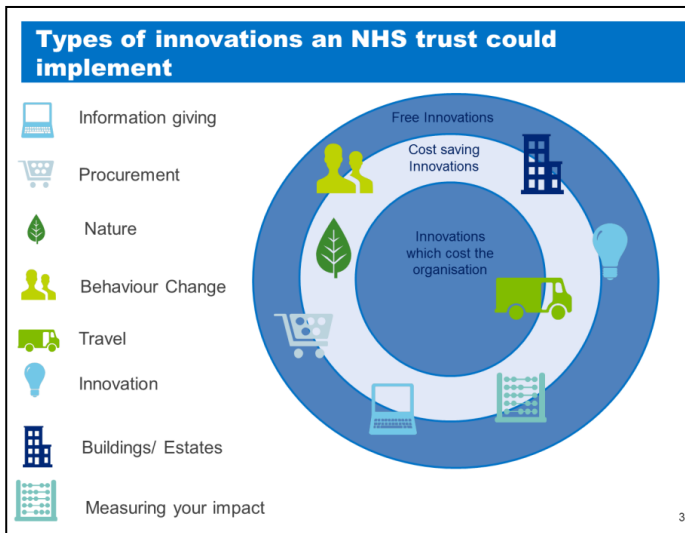 Types of innovations an NHS trust could
implement
Information giving
Procurement
Nature
Behaviour Change
Travel
Innovation
Buildings/ Estates
Measuring your impact
Free Innovations
Cost saving
Innovations
Innovations
which cost the
organisation
3